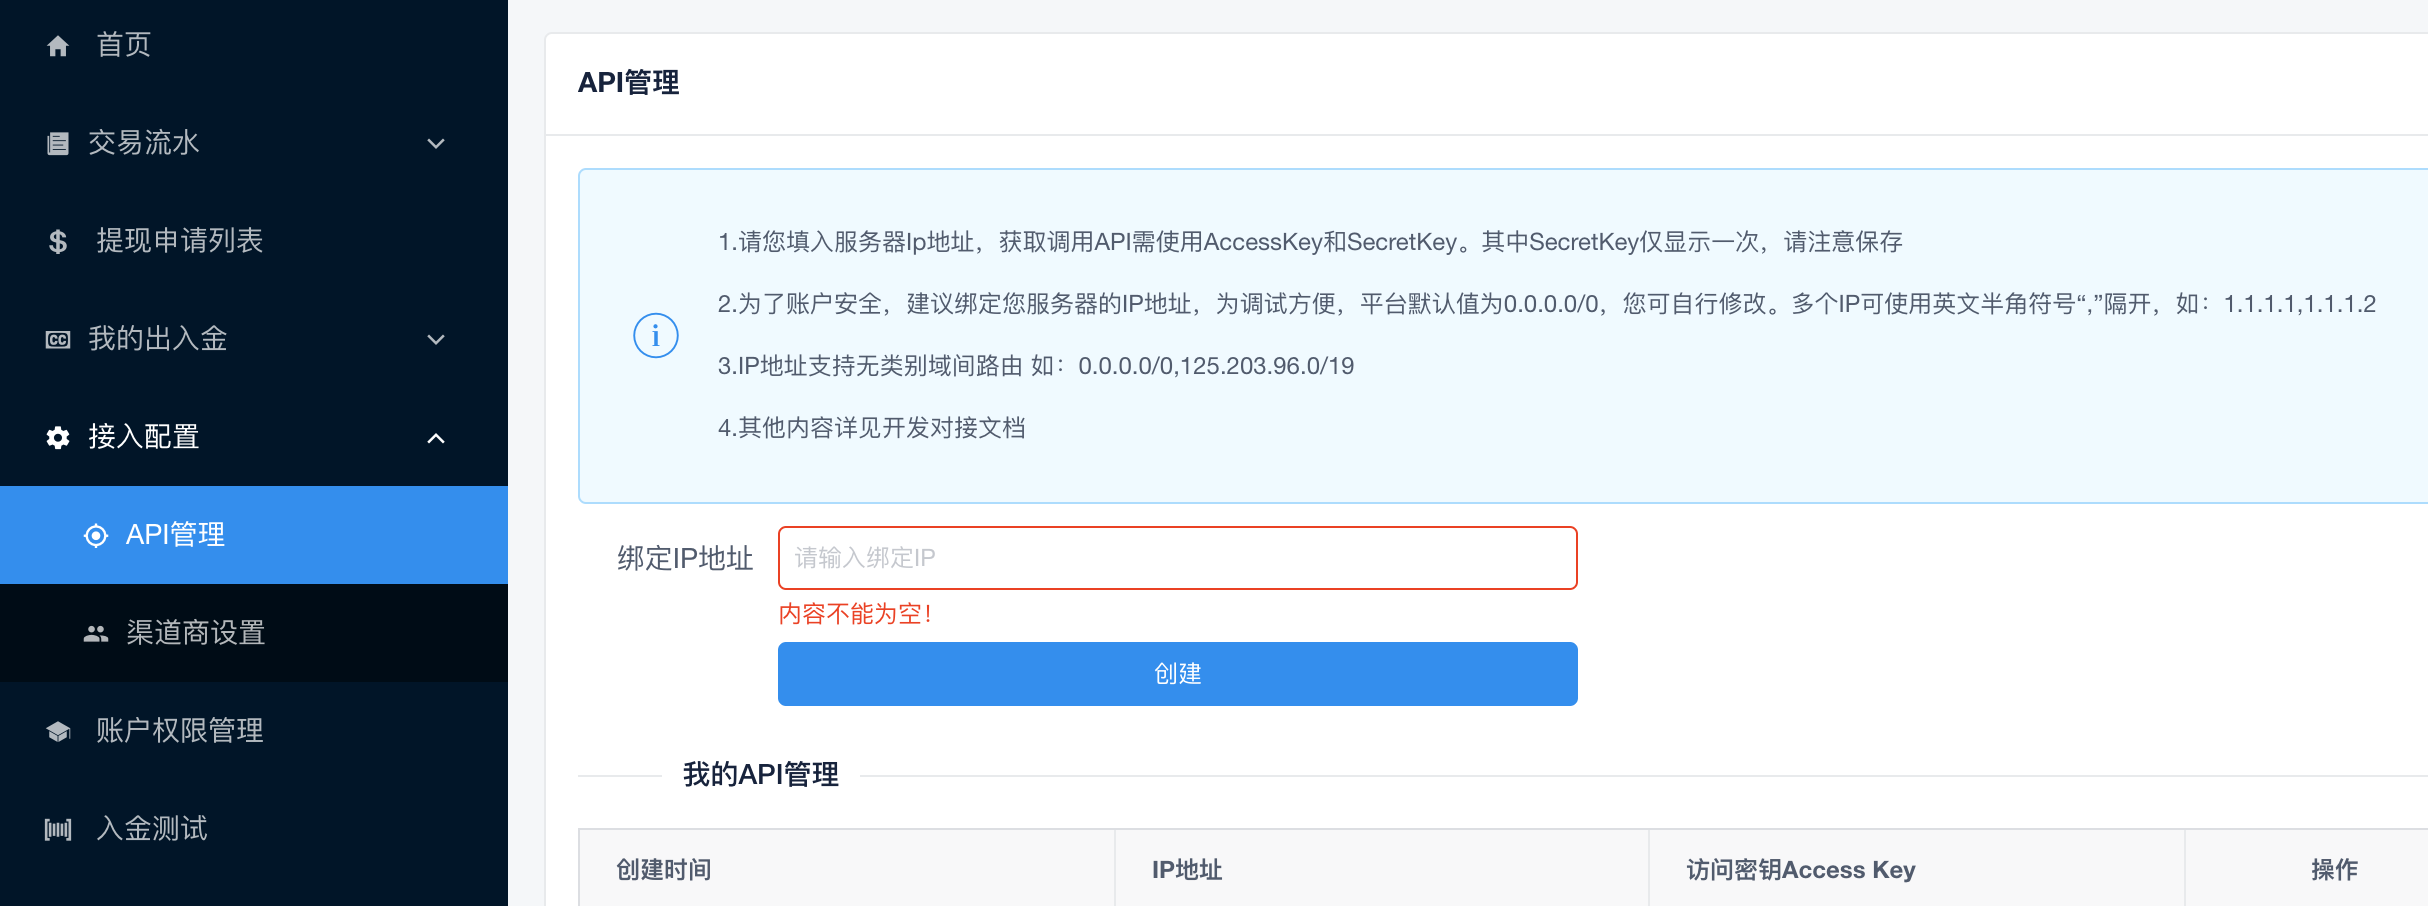 首页
交易流水
提现申请列表
我的出入金
接入配置
API管理
渠道商设置
账户权限管理
入金测试
API管理
1.请您填入服务器Ip地址，获取调用API需使用AccessKey和SecretKey。其中SecretKey仅显示一次，请注意保存
2.为了账户安全，建议绑定您服务器的IP地址，为调试方便，平台默认值为0.0.0.0/0，您可自行修改。多个IP可使用英文半角符号“,”隔开，如：1.1.1.1,1.1.1.2
3.IP地址支持无类别域间路由 如：0.0.0.0/0,125.203.96.0/19
4.其他内容详见开发对接文档
绑定IP地址
请输入绑定IP
内容不能为空！
创建
我的API管理
创建时间 IP地址 访问密钥Access Key 操作